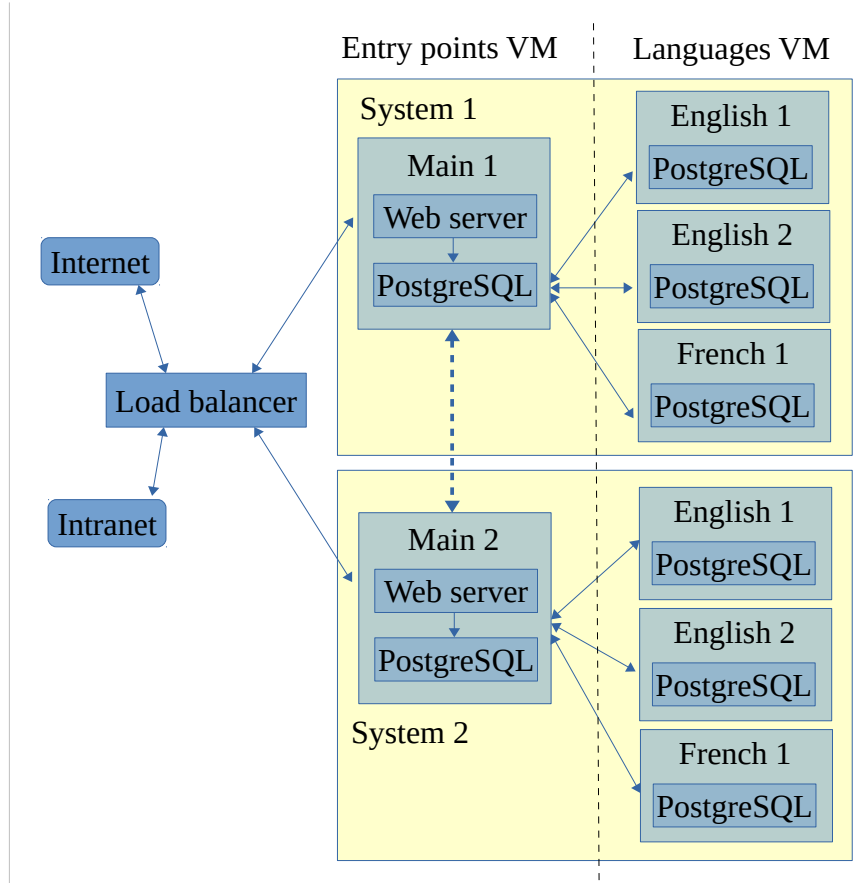 Entry points VM
Languages VM
System 1
Main 1
Web server
PostgreSQL
English 1
PostgreSQL
English 2
PostgreSQL
French 1
PostgreSQL
Internet
Load balancer
Intranet
Main 2
Web server
PostgreSQL
System 2
English 1
PostgreSQL
English 2
PostgreSQL
French 1
PostgreSQL